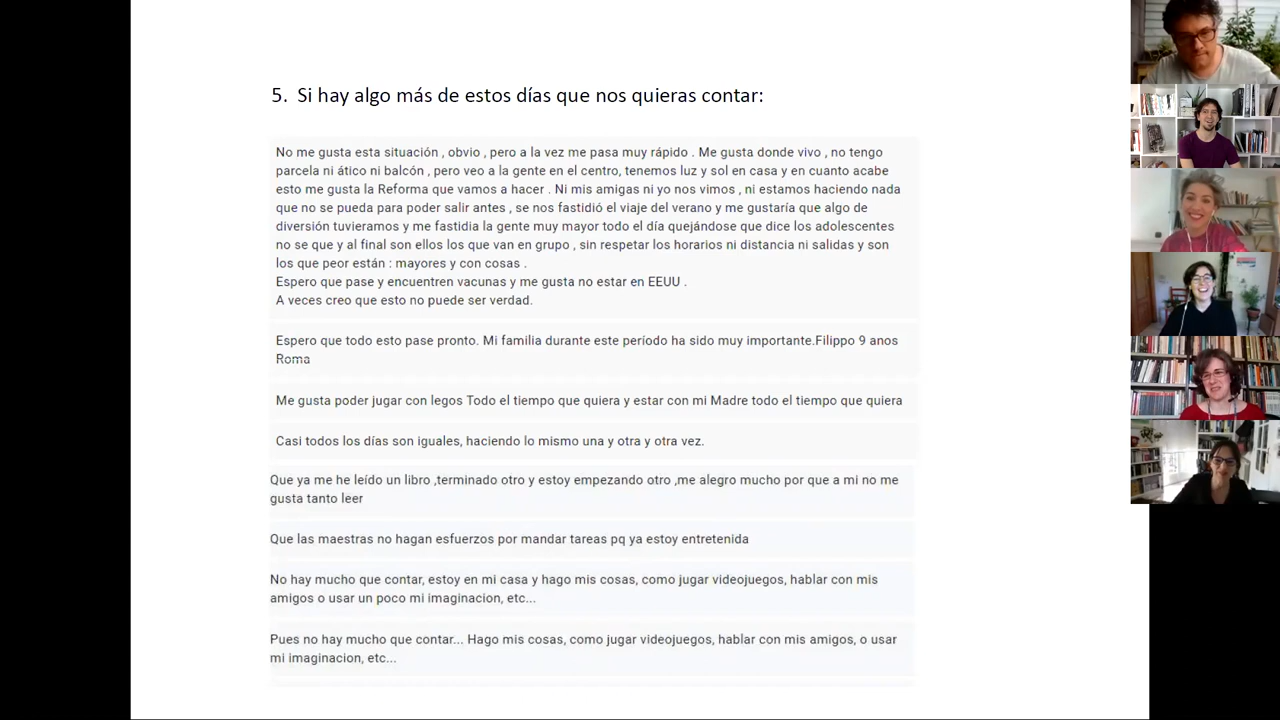 5. Si hay algo más de estos días que nos quieras contar:
No me gusta esta situación , obvio , pero a la vez me pasa muy rápido . Me gusta donde vivo , no tengo
parcela ni ático ni balcón , pero veo a la gente en el centro, tenemos luz y sol en casa y en cuanto acabe
esto me gusta la Reforma que vamos a hacer . Ni mis amigas ni yo nos vimos , ni estamos haciendo nada
que no se pueda para poder salir antes , se nos fastidió el viaje del verano y me gustaría que algo de
diversión tuvieramos y me fastidia la gente muy mayor todo el día quejándose que dice los adolescentes
no se que y al final son ellos los que van en grupo , sin respetar los horarios ni distancia ni salidas y son
los que peor están : mayores y con cosas .
Espero que pase y encuentren vacunas y me gusta no estar en EEUU .
A veces creo que esto no puede ser verdad.
Espero que todo esto pase pronto. Mi familia durante este período ha sido muy importante.Filippo 9 anos
Roma
Me gusta poder jugar con legos Todo el tiempo que quiera y estar con mi Madre todo el tiempo que quiera
Casi todos los días son iguales, haciendo lo mismo una y otra y otra vez.
Que ya me he leído un libro ,terminado otro y estoy empezando otro ,me alegro mucho por que a mi no me
gusta tanto leer
Que las maestras no hagan esfuerzos por mandar tareas pq ya estoy entretenida
No hay mucho que contar, estoy en mi casa y hago mis cosas, como jugar videojuegos, hablar con mis
amigos o usar un poco mi imaginacion, etc...
Pues no hay mucho que contar... Hago mis cosas, como jugar videojuegos, hablar con mis amigos, o usar
mi imaginacion, etc...